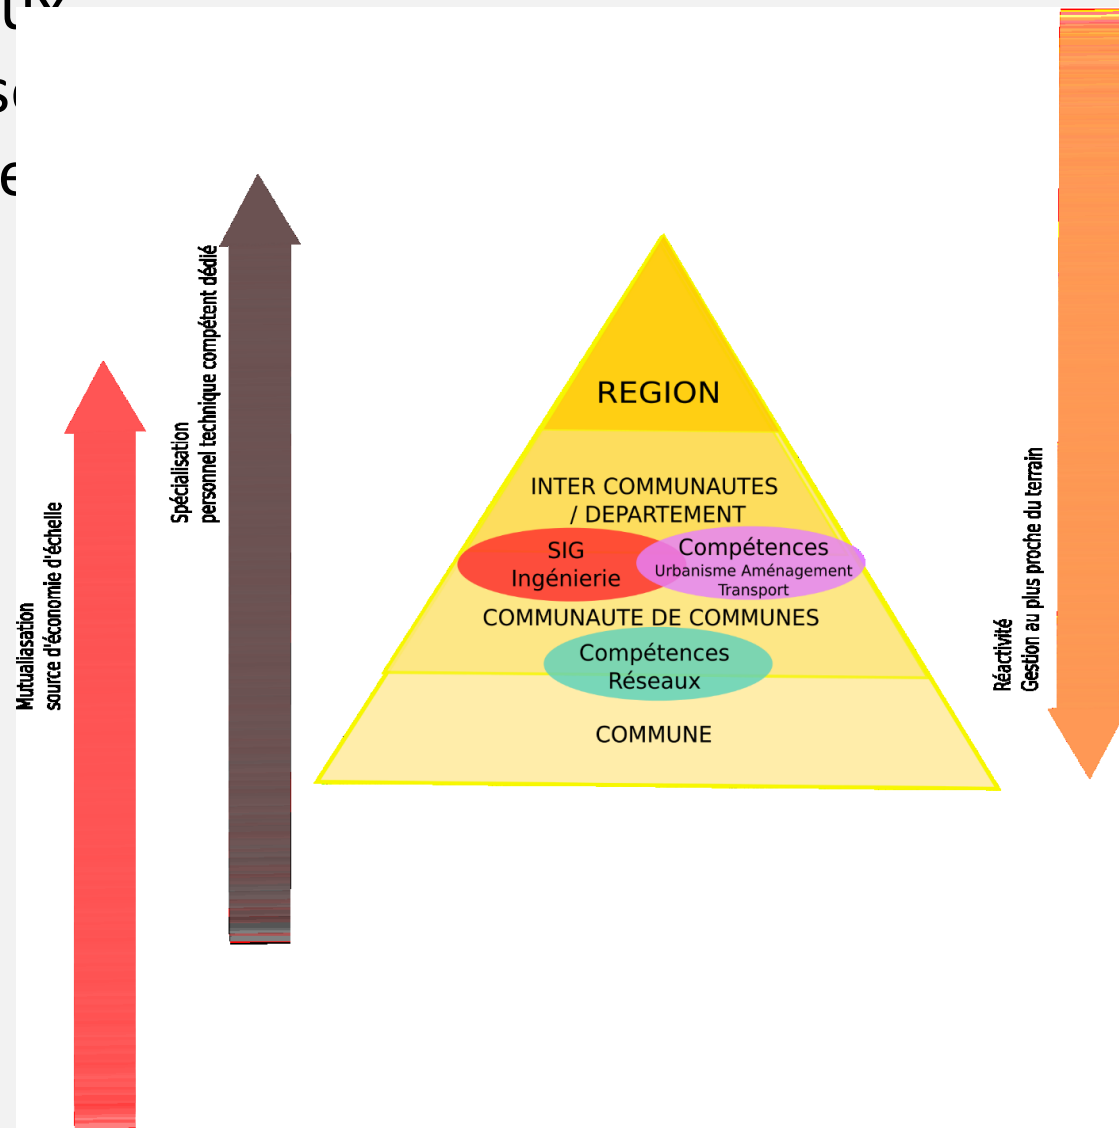 REGION
INTER COMMUNAUTES
/ DEPARTEMENT
SIG
Ingénierie
Compétences
Urbanisme Aménagement
Transport
COMMUNAUTE DE COMMUNES
Compétences
Réseaux
COMMUNE
Mutualiasation
source d'économie d'échelle
Spécialisation
personnel technique compétent dédié
Réactivité
Gestion au plus proche du terrain